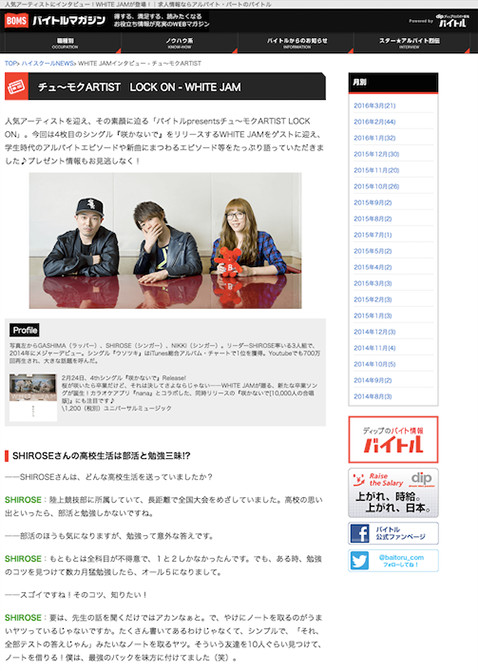 人気アーティストにインタビュー！WHITE JAMが登場！｜ 求人情報ならアルバイト・パートのバイトル
BOMS バイトルマガジン
得する、満足する、読みたくなる
お役立ち情報が充実のWEBマガジン
Powered by dip ディップの日本最大級 バイトル
職種別
OCCUPATION
ノウハウ系
KNOW-HOW
バイトルからのお知らせ
INFORMATION
スター★アルバイト烈伝
INTERVIEW
TOP» ハイスクールNEWS» WHITE JAMインタビュー - チュ～モクARTIST
チュ～モクARTIST　LOCK ON - WHITE JAM
人気アーティストを迎え、その素顔に迫る「バイトルpresentsチュ～モクARTIST LOCK
ON」。今回は4枚目のシングル『咲かないで』をリリースするWHITE JAMをゲストに迎え、
学生時代のアルバイトエピソードや新曲にまつわるエピソード等をたっぷり語っていただきま
した♪プレゼント情報もお見逃しなく！
Profile
写真左からGASHIMA（ラッパー）、SHIROSE（シンガー）、NIKKI（シンガー）。リーダーSHIROSE率いる3人組で、
2014年にメジャーデビュー。シングル『ウソツキ』はiTunes総合アルバム・チャートで1位を獲得。Youtubeでも700万
回再生され、大きな話題を呼んだ。
2月24日、4thシングル『咲かないで』Release!
桜が咲いたら卒業だけど、それは決してさよならじゃない――WHITE JAMが贈る、新たな卒業ソン
グが誕生！カラオケアプリ『nana』とコラボした、同時リリースの『咲かないで[10,000人の合唱
版]』にも注目です♪
\1,200（税別）ユニバーサルミュージック
SHIROSEさんの高校生活は部活と勉強三昧!?
――SHIROSEさんは、どんな高校生活を送っていましたか？
SHIROSE：陸上競技部に所属していて、長距離で全国大会をめざしていました。高校の思い
出といったら、部活と勉強しかないですね。
――部活のほうも気になりますが、勉強って意外な答えです。
SHIROSE：もともとは全科目が不得意で、１と２しかなかったんです。でも、ある時、勉強
のコツを見つけて数カ月猛勉強したら、オール５になりまして。
――スゴイですね！そのコツ、知りたい！
SHIROSE：要は、先生の話を聞くだけではアカンなぁと。で、やけにノートを取るのがうま
いヤツっているじゃないですか。たくさん書いてあるわけじゃなくて、シンプルで、「それ、
全部テストの答えじゃん」みたいなノートを取るヤツ。そういう友達を10人ぐらい見つけて、
ノートを借りる！僕は、最強のバックを味方に付けてました（笑）。
月別
2016年3月(21)
2016年2月(44)
2016年1月(32)
2015年12月(30)
2015年11月(20)
2015年10月(26)
2015年9月(2)
2015年8月(2)
2015年7月(1)
2015年5月(2)
2015年4月(2)
2015年3月(3)
2015年2月(3)
2015年1月(3)
2014年12月(3)
2014年11月(4)
2014年10月(5)
2014年9月(2)
2014年8月(3)
ディップのバイト情報
バイトル
Raise the Salary dip
上がれ、時給。
上がれ、日本。
バイトル
公式ファンページ
@baitoru_com
フォローしてね！